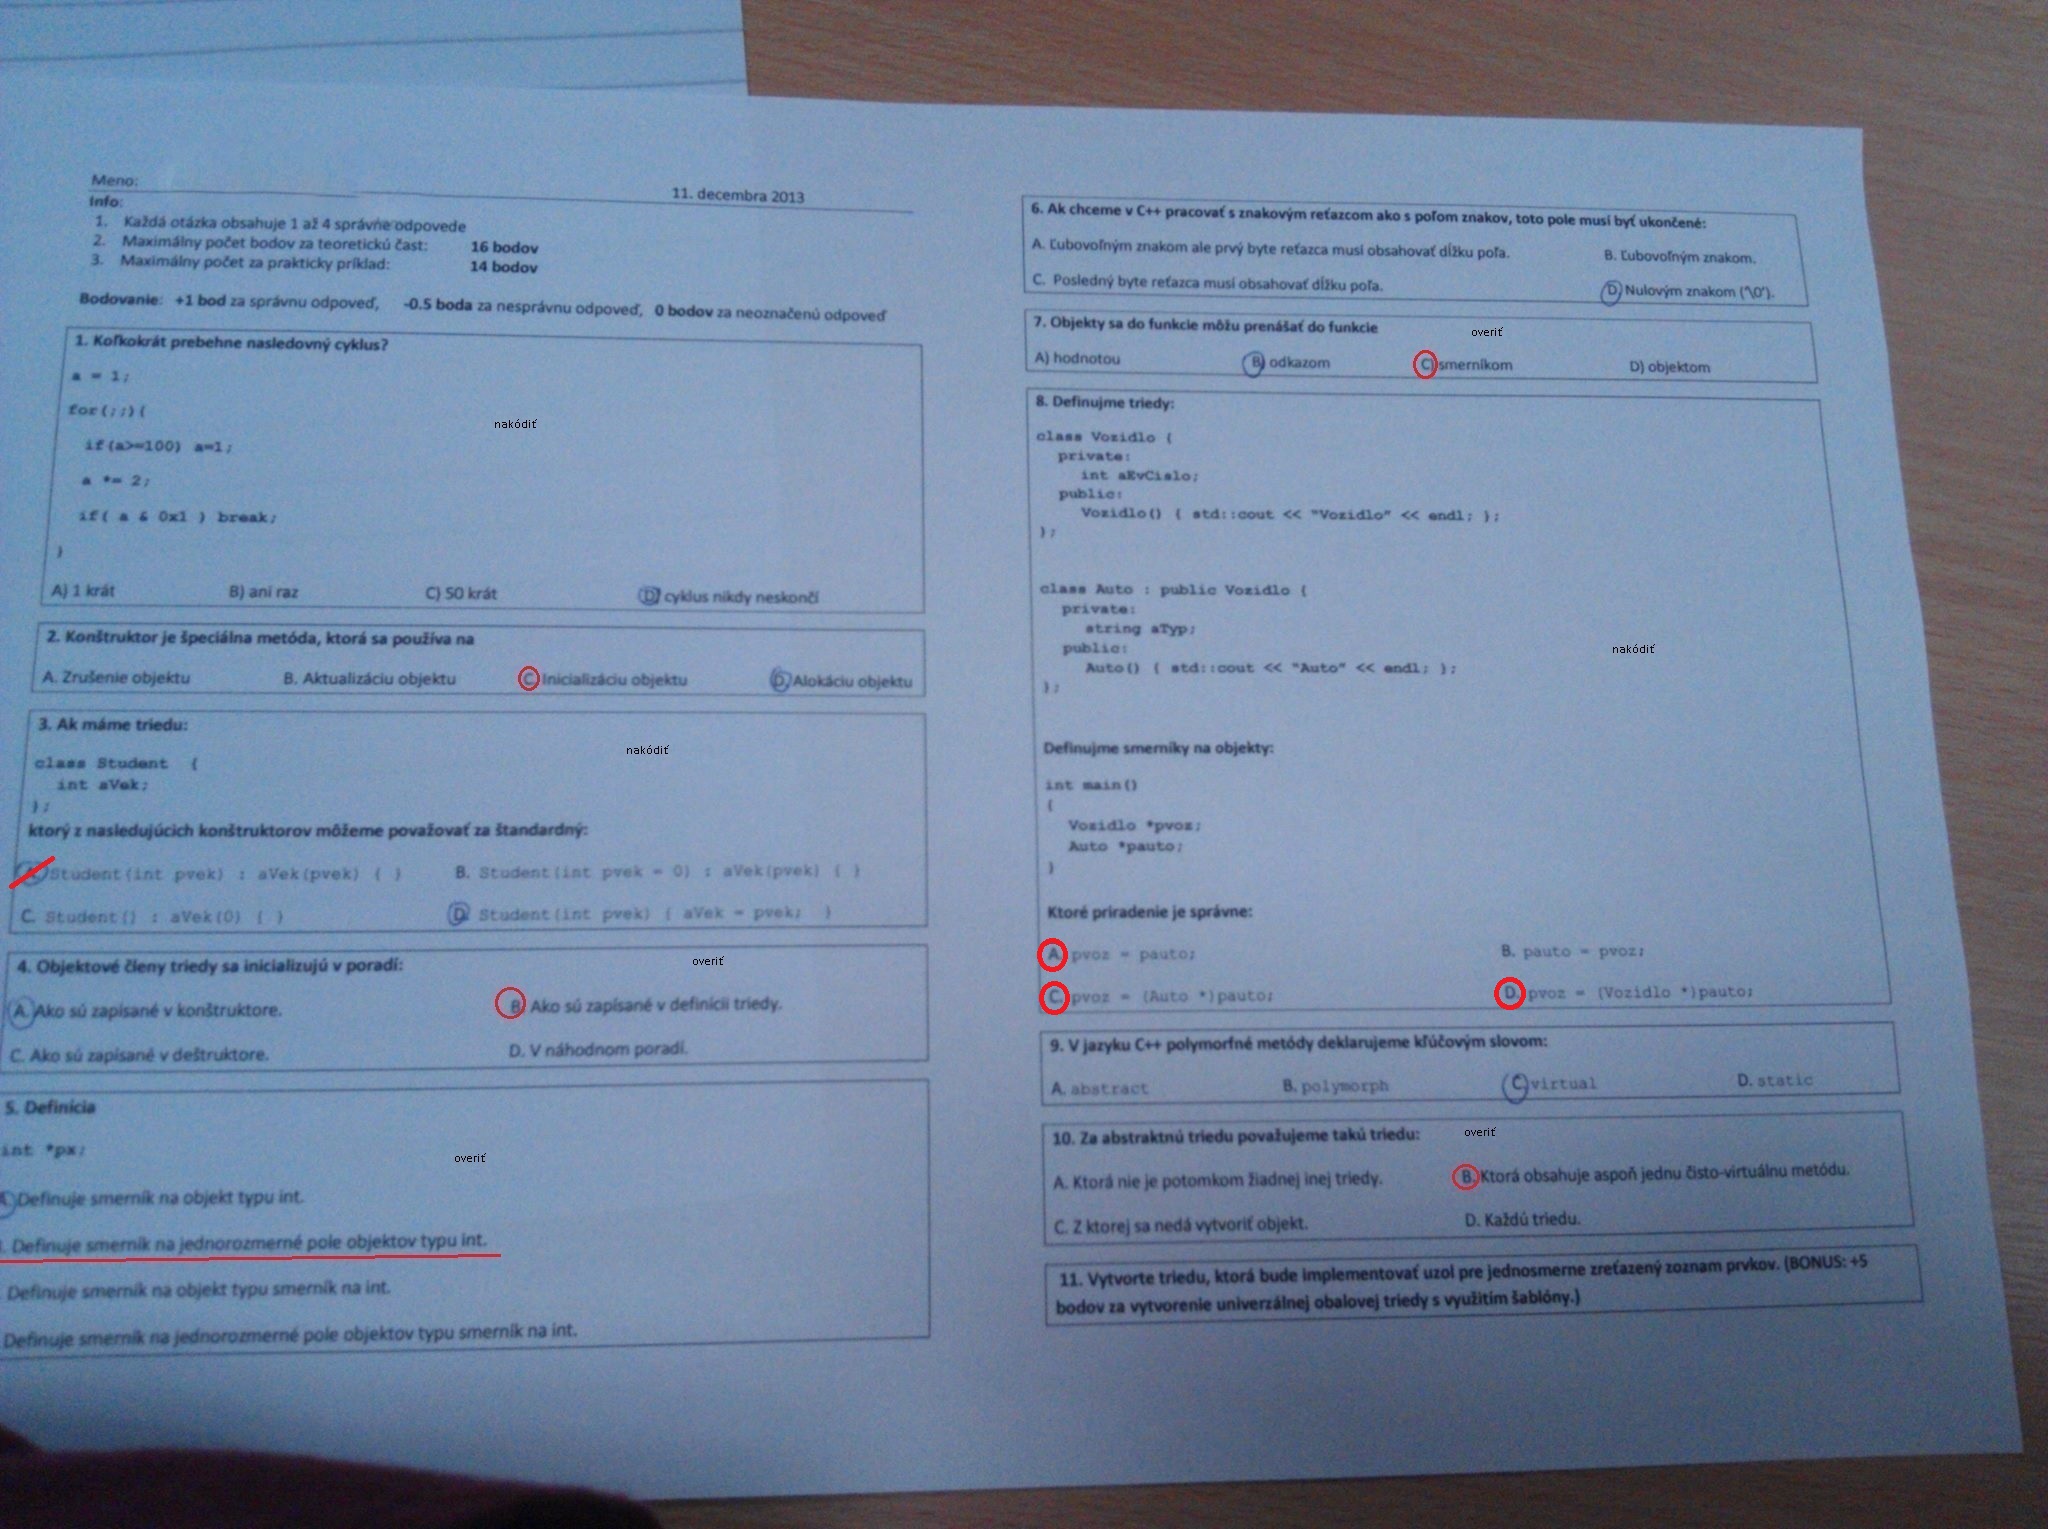 Meno:
11. decembra 2013
Info:
1. Každá otázka obsahuje 1 až 4 správne odpovede
2. Maximálny počet bodov za teoretickú časť: 16 bodov
3. Maximálny počet za prakticky príklad: 14 bodov
Bodovanie: +1 bod za správnu odpoveď, -0.5 boda za nesprávnu odpoveď, 0 bodov za neoznačenú odpoveď
1. Koľkokrát prebehne nasledovný cyklus?
a = 1;
for(;;){
nakódiť
if(a>=100) a=1;
a *= 2;
if( a & 0x1 ) break;
}
A) 1 krát B) ani raz C) 50 krát D) cyklus nikdy neskončí
2. Konštruktor je špeciálna metóda, ktorá sa používa na
A. Zrušenie objektu B. Aktualizáciu objektu C. Inicializáciu objektu D. Alokáciu objektu
3. Ak máme triedu:
nakódiť
class Student {
int aVek;
};
ktorý z nasledujúcich konštruktorov môžeme považovať za štandardný:
A. Student(int pvek) : aVek(pvek) { } B. Student(int pvek = 0) : aVek(pvek) { }
C. Student() : aVek(0) { } D. Student(int pvek) { aVek = pvek; }
4. Objektové členy triedy sa inicializujú v poradí: overiť
A. Ako sú zapísané v konštruktore. B. Ako sú zapísané v definícii triedy.
C. Ako sú zapísané v deštruktore. D. V náhodnom poradí.
5. Definícia
int *px;
overiť
Definuje smerník na objekt typu int.
. Definuje smerník na jednorozmerné pole objektov typu int.
Definuje smerník na objekt typu smerník na int.
Definuje smerník na jednorozmerné pole objektov typu smerník na int.
6. Ak chceme v C++ pracovať s znakovým reťazcom ako s poľom znakov, toto pole musí byť ukončené:
A. Ľubovoľným znakom ale prvý byte reťazca musí obsahovať dĺžku poľa. B. Ľubovoľným znakom.
C. Posledný byte reťazca musí obsahovať dĺžku poľa. D. Nulovým znakom ('\0').
7. Objekty sa do funkcie môžu prenášať do funkcie overiť
A) hodnotou B) odkazom C) smerníkom D) objektom
8. Definujme triedy:
class Vozidlo {
private:
int aEvCislo;
public:
Vozidlo() { std::cout << "Vozidlo" << endl; };
};
class Auto : public Vozidlo {
private:
string aTyp;
public: nakódiť
Auto() { std::cout << "Auto" << endl; };
};
Definujme smerníky na objekty:
int main()
{
Vozidlo *pvoz;
Auto *pauto;
}
Ktoré priradenie je správne:
A. pvoz = pauto; B. pauto = pvoz;
C. pvoz = (Auto *)pauto; D. pvoz = (Vozidlo *)pauto;
9. V jazyku C++ polymorfné metódy deklarujeme kľúčovým slovom:
A. abstract B. polymorph C. virtual D. static
10. Za abstraktnú triedu považujeme takú triedu: overiť
A. Ktorá nie je potomkom žiadnej inej triedy. B. Ktorá obsahuje aspoň jednu čisto-virtuálnu metódu.
C. Z ktorej sa nedá vytvoriť objekt. D. Každú triedu.
11. Vytvorte triedu, ktorá bude implementovať uzol pre jednosmerne zreťazený zoznam prvkov. (BONUS: +5
bodov za vytvorenie univerzálnej obalovej triedy s využitím šablóny.)